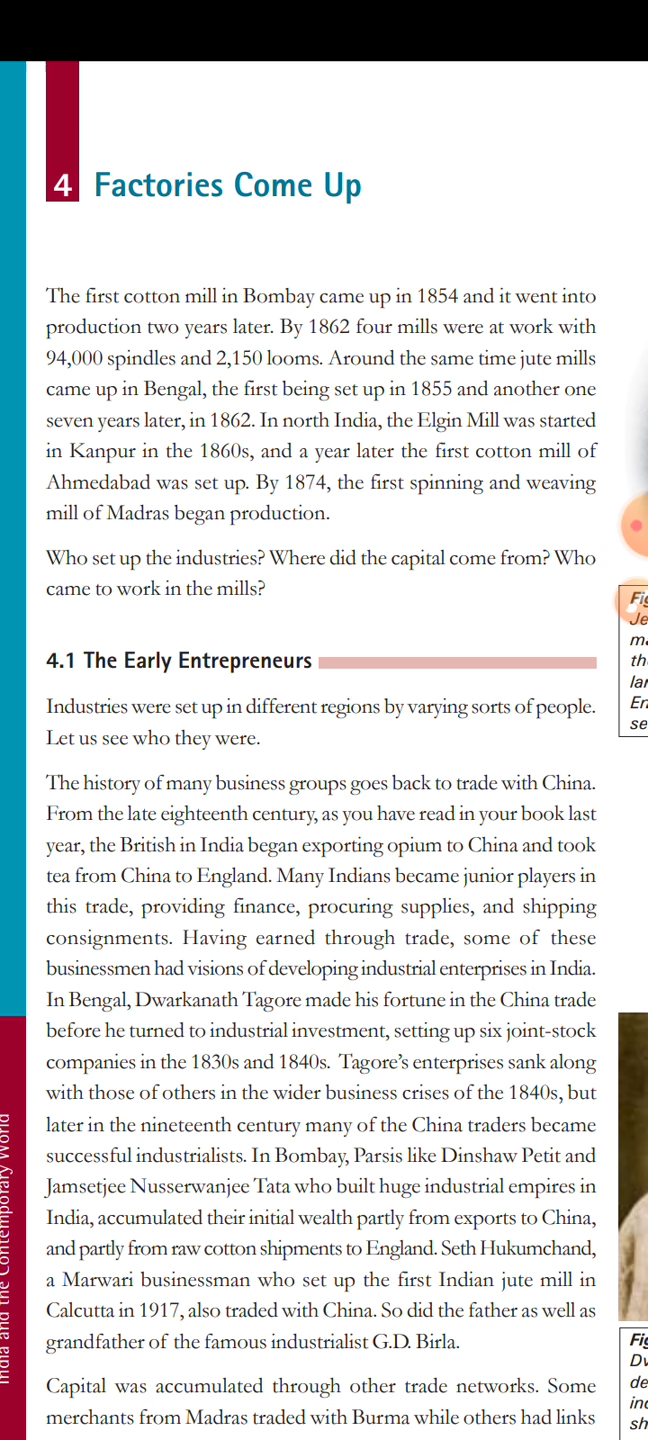 4 Factories Come Up
The first cotton mill in Bombay came up in 1854 and it went into
production two years later. By 1862 four mills were at work with
94,000 spindles and 2,150 looms. Around the same time jute mills
came up in Bengal, the first being set up in 1855 and another one
seven years later, in 1862. In north India, the Elgin Mill was started
in Kanpur in the 1860s, and a year later the first cotton mill of
Ahmedabad was set up. By 1874, the first spinning and weaving
mill of Madras began production.
Who set up the industries? Where did the capital come from? Who
came to work in the mills?
4.1 The Early Entrepreneurs
Industries were set up in different regions by varying sorts of people.
Let us see who they were.
The history of many business groups goes back to trade with China.
From the late eighteenth century, as you have read in your book last
year, the British in India began exporting opium to China and took
tea from China to England. Many Indians became junior players in
this trade, providing finance, procuring supplies, and shipping
consignments. Having earned through trade, some of these
businessmen had visions of developing industrial enterprises in India.
In Bengal, Dwarkanath Tagore made his fortune in the China trade
before he turned to industrial investment, setting up six joint-stock
companies in the 1830s and 1840s. Tagore's enterprises sank along
with those of others in the wider business crises of the 1840s, but
later in the nineteenth century many of the China traders became
successful industrialists. In Bombay, Parsis like Dinshaw Petit and
Jamsetjee Nusserwanjee Tata who built huge industrial empires in
India, accumulated their initial wealth partly from exports to China,
and partly from raw cotton shipments to England. Seth Hukumchand,
a Marwari businessman who set up the first Indian jute mill in
Calcutta in 1917, also traded with China. So did the father as well as
grandfather of the famous industrialist G.D. Birla.
Capital was accumulated through other trade networks. Some
merchants from Madras traded with Burma while others had links
India and the Contemporary World
Fig
Je
ma
the
lar
En
se
Fig
Dw
de
ind
sh